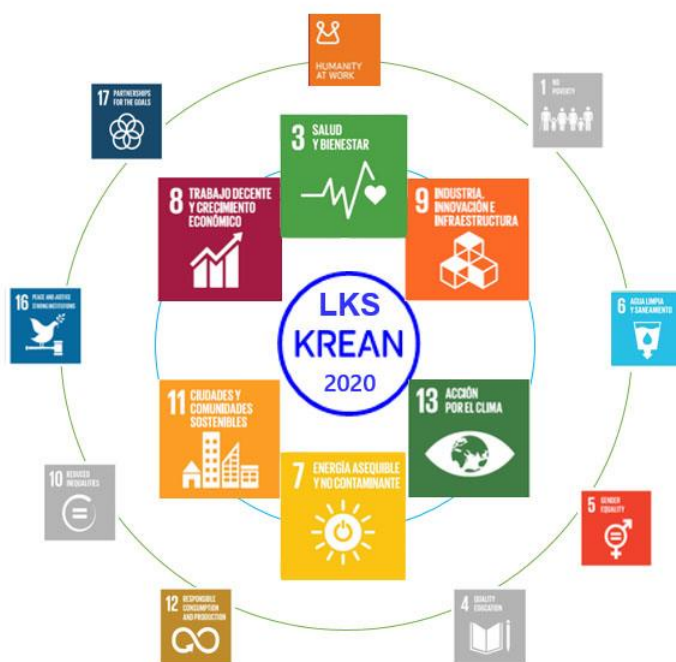 HUMANITY
AT WORK
17 PARTNERSHIPS
FOR THE GOALS
1 NO
POVERTY
3 SALUD
Y BIENESTAR
8 TRABAJO DECENTE
Y CRECIMIENTO
ECONÓMICO
9 INDUSTRIA,
INNOVACIÓN E
INFRAESTRUCTURA
16 PEACE AND JUSTICE
STRONG INSTITUTIONS
LKS
KREAN
2020
6 AGUA LIMPIA
Y SANEAMIENTO
11 CIUDADES Y
COMUNIDADES
SOSTENIBLES
13 ACCIÓN
POR EL CLIMA
7 ENERGÍA ASEQUIBLE
Y NO CONTAMINANTE
10 REDUCED
INEQUALITIES
5 GENDER
EQUALITY
12 RESPONSIBLE
CONSUMPTION
AND PRODUCTION
4 QUALITY
EDUCATION